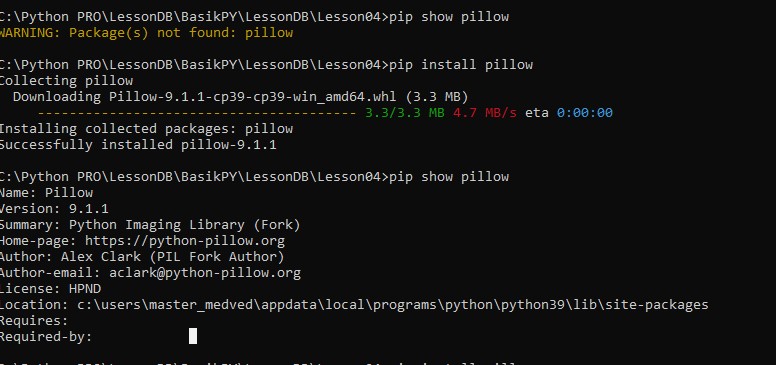 C:\Python PRO\LessonDB\BasikPY\LessonDB\Lesson04>pip show pillow
WARNING: Package(s) not found: pillow
C:\Python PRO\LessonDB\BasikPY\LessonDB\Lesson04>pip install pillow
Collecting pillow
Downloading Pillow-9.1.1-cp39-cp39-win_amd64.whl (3.3 MB)
---------------------------------------- 3.3/3.3 MB 4.7 MB/s eta 0:00:00
Installing collected packages: pillow
Successfully installed pillow-9.1.1
C:\Python PRO\LessonDB\BasikPY\LessonDB\Lesson04>pip show pillow
Name: Pillow
Version: 9.1.1
Summary: Python Imaging Library (Fork)
Home-page: https://python-pillow.org
Author: Alex Clark (PIL Fork Author)
Author-email: aclark@python-pillow.org
License: HPND
Location: c:\users\master_medved\appdata\local\programs\python\python39\lib\site-packages
Requires:
Required-by: